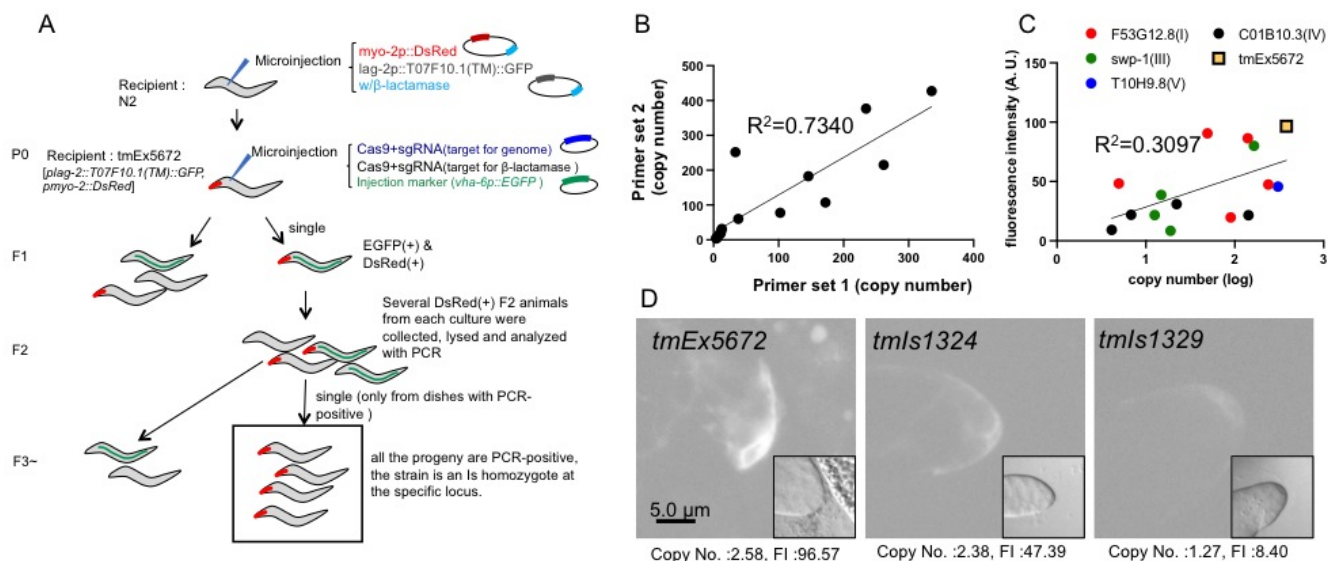 A
Recipient :
N2
Microinjection
myo-2p::DsRed
lag-2p::T07F10.1(TM)::GFP
w/β-lactamase
P0
Recipient : tmEx5672
[plag-2::T07F10.1(TM)::GFP,
pmyo-2::DsRed]
Microinjection
Cas9+sgRNA(target for genome)
Cas9+sgRNA(target for β-lactamase )
Injection marker (vha-6p::EGFP )
single
F1
EGFP(+) &
DsRed(+)
Several DsRed(+) F2 animals
from each culture were
collected, lysed and analyzed
with PCR
F2
single (only from dishes with PCR-
positive )
F3~
all the progeny are PCR-positive,
the strain is an Is homozygote at
the specific locus.
B
Primer set 2
(copy number)
500
400
300
200
100
0
R²=0.7340
0 100 200 300 400
Primer set 1 (copy number)
C
F53G12.8(I)
swp-1(III)
T10H9.8(V)
C01B10.3(IV)
tmEx5672
fluorescence intensity (A. U.)
150
100
50
0
R²=0.3097
0 1 2 3
copy number (log)
D
tmEx5672
5.0 μm
Copy No. :2.58, FI :96.57
tmIs1324
Copy No. :2.38, FI :47.39
tmIs1329
Copy No. :1.27, FI :8.40